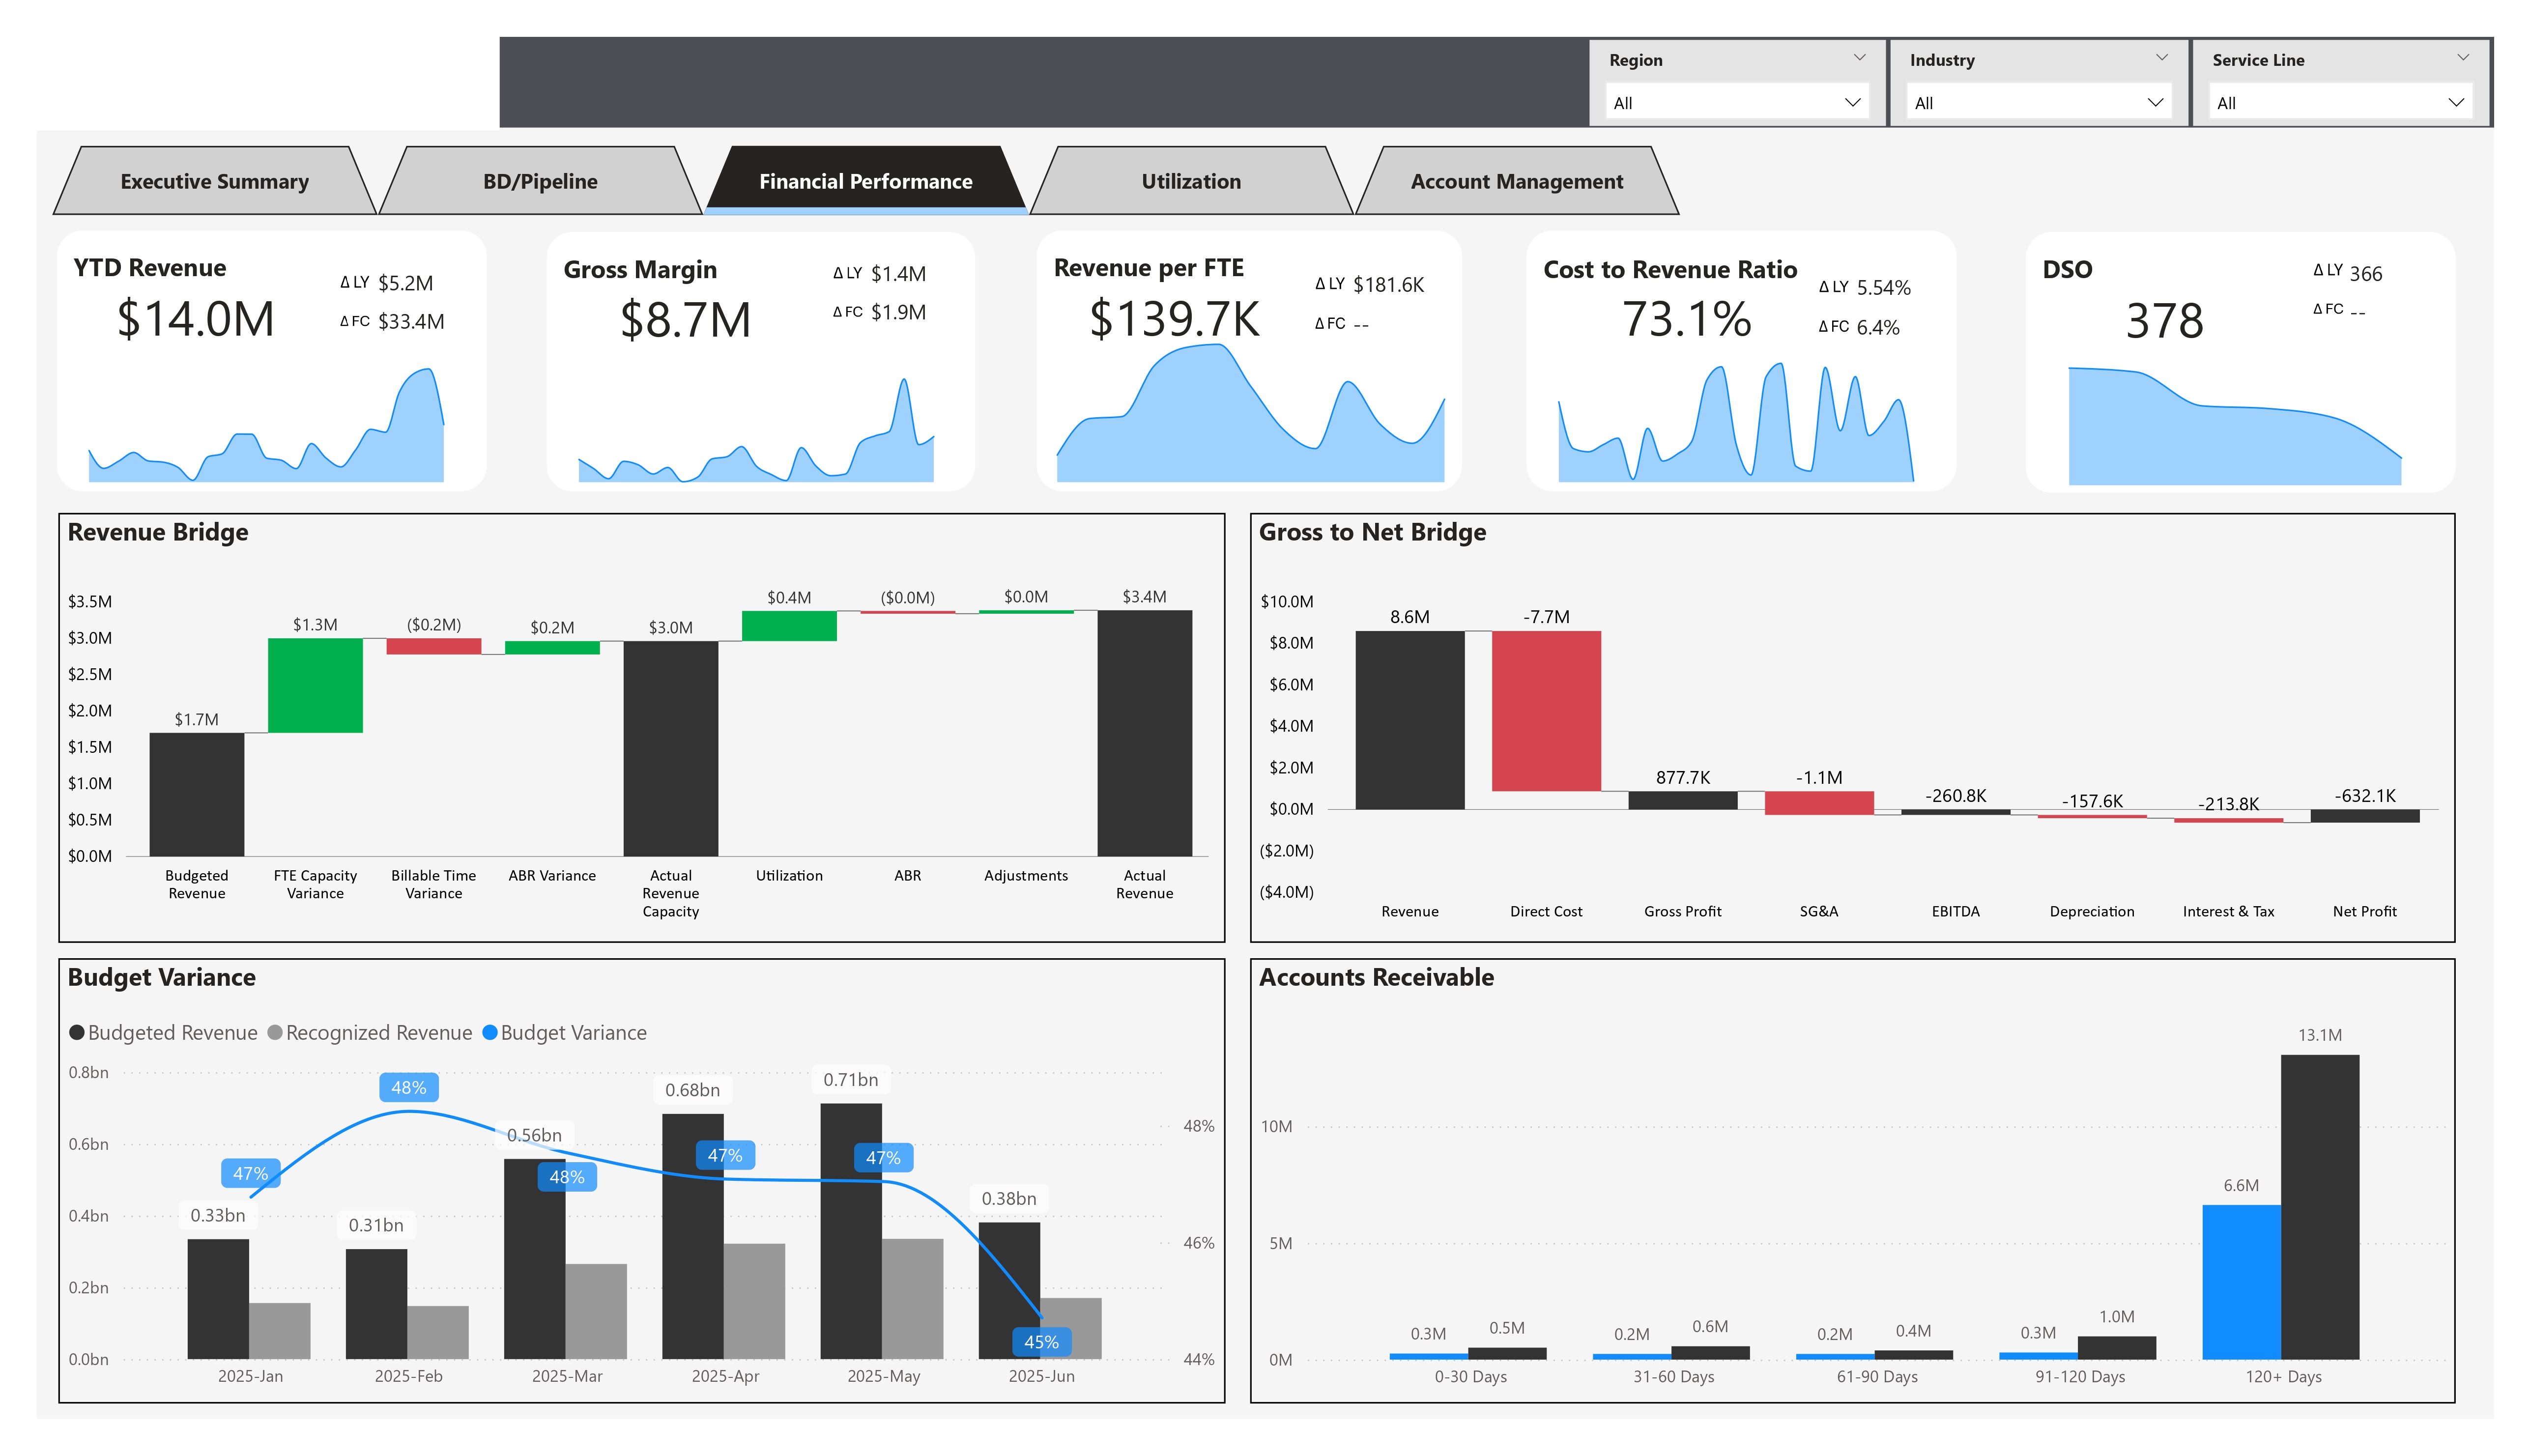 Region
Industry
Service Line
All
All
All
Executive Summary
BD/Pipeline
Financial Performance
Utilization
Account Management
YTD Revenue
$14.0M
Δ LY $5.2M
Δ FC $33.4M
Gross Margin
$8.7M
Δ LY $1.4M
Δ FC $1.9M
Revenue per FTE
$139.7K
Δ LY $181.6K
Δ FC --
Cost to Revenue Ratio
73.1%
Δ LY 5.54%
Δ FC 6.4%
DSO
378
Δ LY 366
Δ FC --
Revenue Bridge
$3.5M
$3.0M
$2.5M
$2.0M
$1.5M
$1.0M
$0.5M
$0.0M
$1.7M
$1.3M
($0.2M)
$0.2M
$3.0M
$0.4M
($0.0M)
$0.0M
$3.4M
Budgeted
Revenue
FTE Capacity
Variance
Billable Time
Variance
ABR Variance
Actual
Revenue
Capacity
Utilization
ABR
Adjustments
Actual
Revenue
Gross to Net Bridge
$10.0M
$8.0M
$6.0M
$4.0M
$2.0M
$0.0M
($2.0M)
($4.0M)
8.6M
-7.7M
877.7K
-1.1M
-260.8K
-157.6K
-213.8K
-632.1K
Revenue
Direct Cost
Gross Profit
SG&A
EBITDA
Depreciation
Interest & Tax
Net Profit
Budget Variance
Budgeted Revenue
Recognized Revenue
Budget Variance
0.8bn
0.6bn
0.4bn
0.2bn
0.0bn
48%
46%
44%
0.33bn
0.31bn
0.56bn
0.68bn
0.71bn
0.38bn
47%
48%
48%
47%
47%
45%
2025-Jan
2025-Feb
2025-Mar
2025-Apr
2025-May
2025-Jun
Accounts Receivable
10M
5M
0M
0.3M
0.5M
0.2M
0.6M
0.2M
0.4M
0.3M
1.0M
6.6M
13.1M
0-30 Days
31-60 Days
61-90 Days
91-120 Days
120+ Days